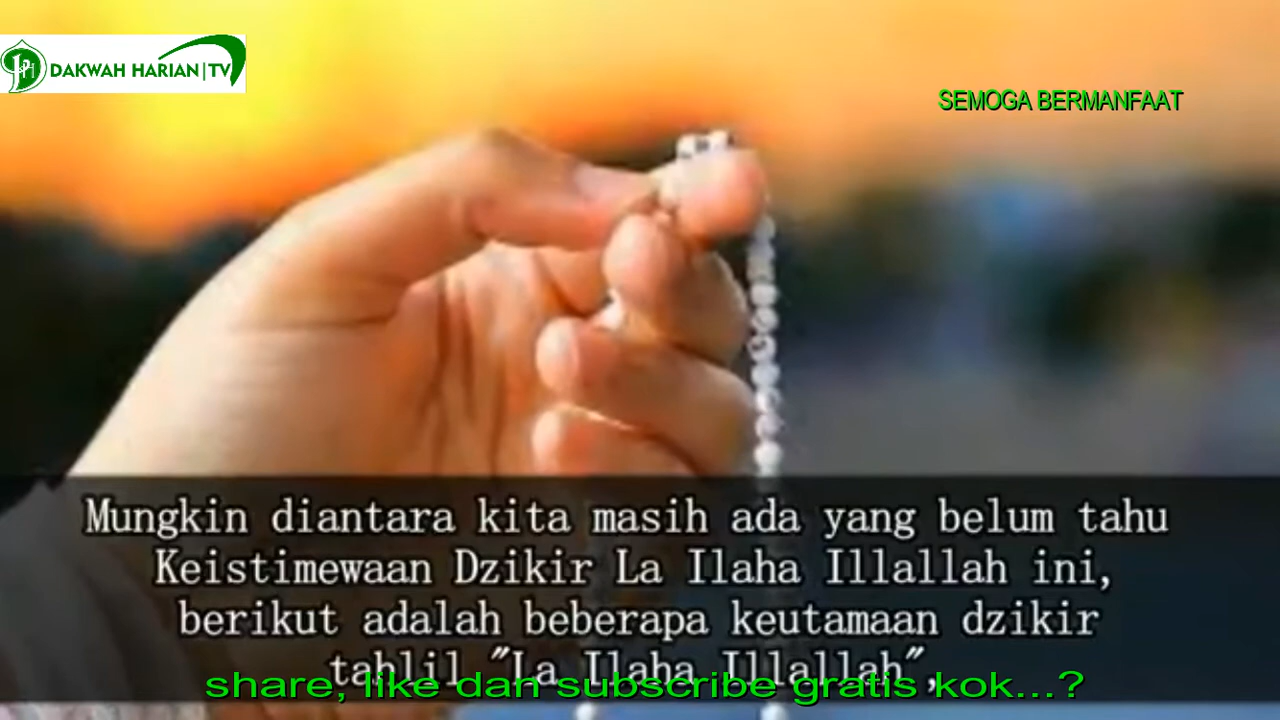 DAKWAH HARIAN|TV
SEMOGA BERMANFAAT
Mungkin diantara kita masih ada yang belum tahu
Keistimewaan Dzikir La Ilaha Illallah ini,
berikut adalah beberapa keutamaan dzikir
tahlil "La Ilaha Illallah",
share, like dan subscribe gratis kok...?